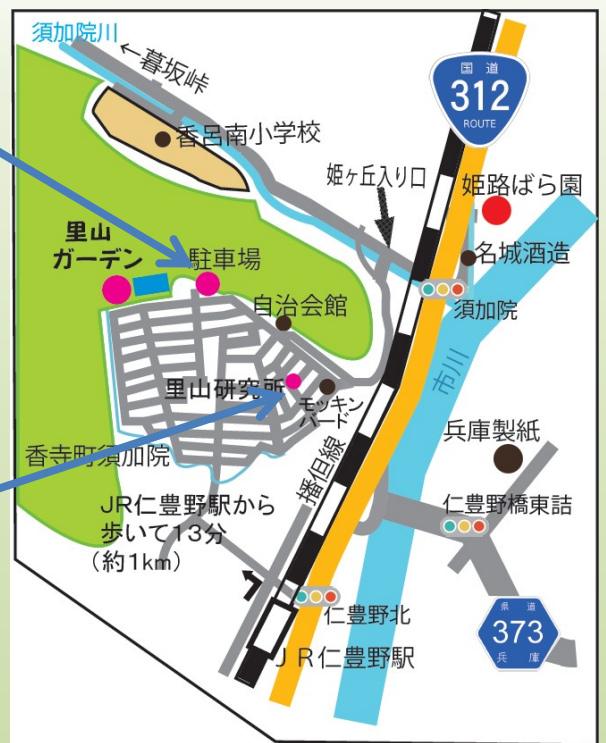 須加院川
←暮坂峠
国道
312
ROUTE
香呂南小学校
姫ヶ丘入り口
姫路ばら園
里山
ガーデン
駐車場
名城酒造
自治会館
須加院
市川
里山研究所
モッキン
バード
兵庫製紙
香寺町須加院
播但線
JR仁豊野駅から
歩いて13分
(約1km)
仁豊野橋東詰
仁豊野北
県道
373
兵庫
JR仁豊野駅